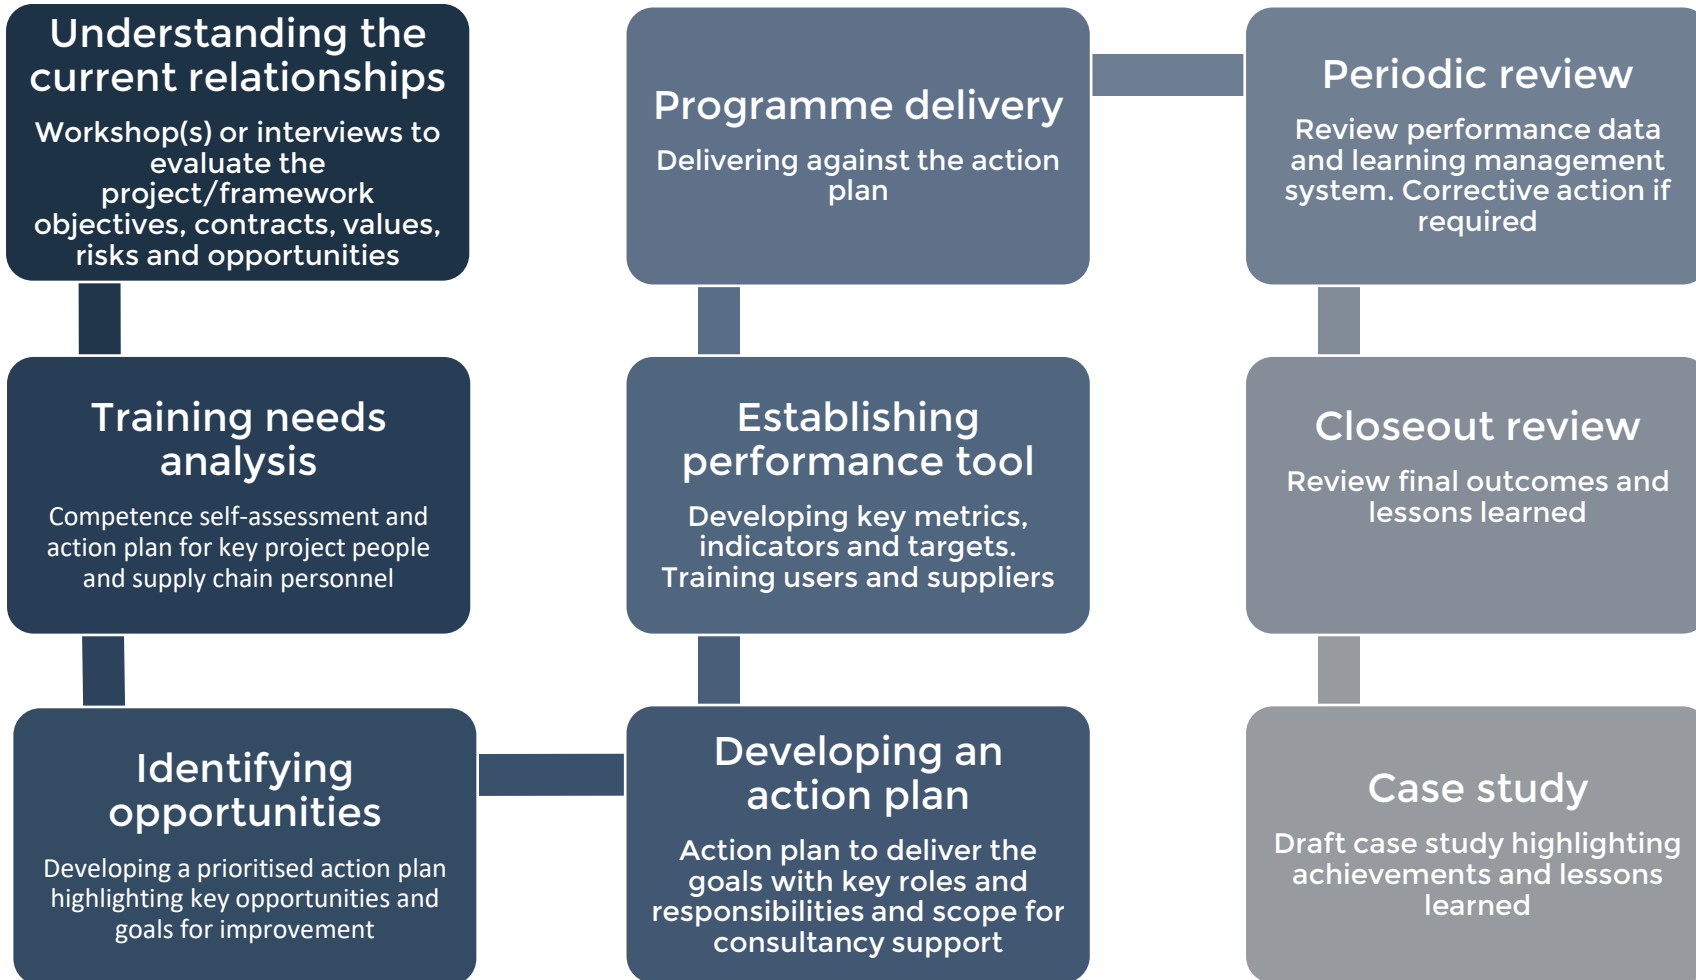 Understanding the
current relationships
Workshop(s) or interviews to
evaluate the
project/framework
objectives, contracts, values,
risks and opportunities
Training needs
analysis
Competence self-assessment and
action plan for key project people
and supply chain personnel
Identifying
opportunities
Developing a prioritised action plan
highlighting key opportunities and
goals for improvement
Developing an
action plan
Action plan to deliver the
goals with key roles and
responsibilities and scope for
consultancy support
Establishing
performance tool
Developing key metrics,
indicators and targets.
Training users and suppliers
Programme delivery
Delivering against the action
plan
Periodic review
Review performance data
and learning management
system. Corrective action if
required
Closeout review
Review final outcomes and
lessons learned
Case study
Draft case study highlighting
achievements and lessons
learned